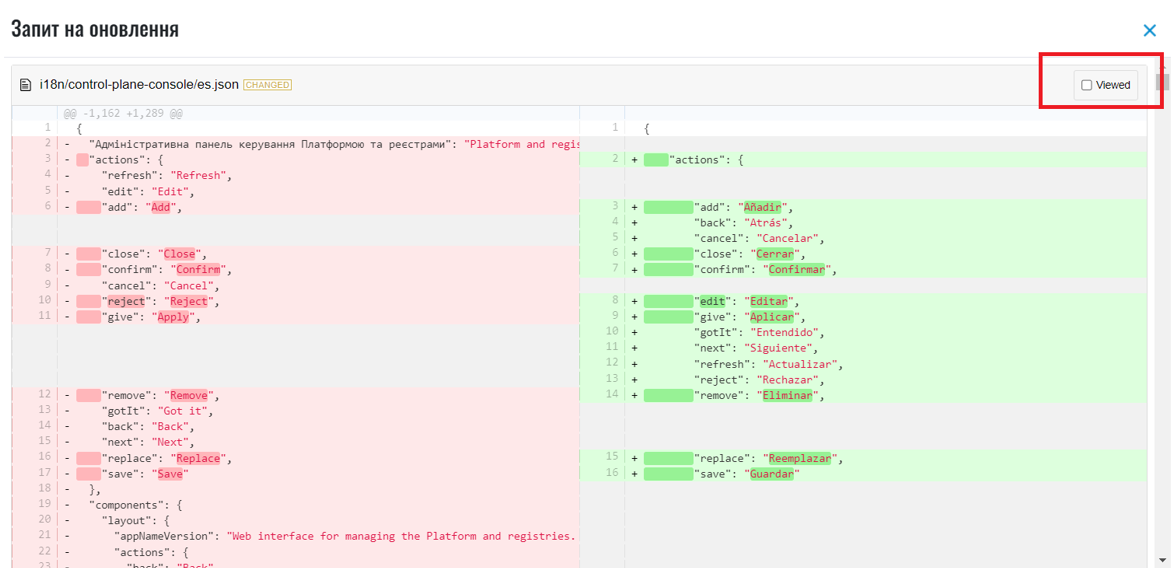 Запит на оновлення
i18n/control-plane-console/es.json CHANGED
Viewed
@@ -1,162 +1,289 @@
1 { 1 {
2 - "Адміністративна панель керування Платформою та реєстрами": "Platform and regis
3 - "actions": { 2 + "actions": {
4 - "refresh": "Refresh",
5 - "edit": "Edit",
6 - "add": "Add", 3 + "add": "Añadir",
4 + "back": "Atrás",
5 + "cancel": "Cancelar",
7 - "close": "Close", 6 + "close": "Cerrar",
8 - "confirm": "Confirm", 7 + "confirm": "Confirmar",
9 - "cancel": "Cancel",
10 - "reject": "Reject", 8 + "edit": "Editar",
11 - "give": "Apply", 9 + "give": "Aplicar",
10 + "gotIt": "Entendido",
11 + "next": "Siguiente",
12 + "refresh": "Actualizar",
13 + "reject": "Rechazar",
12 - "remove": "Remove", 14 + "remove": "Eliminar",
13 - "gotIt": "Got it",
14 - "back": "Back",
15 - "next": "Next",
16 - "replace": "Replace", 15 + "replace": "Reemplazar",
17 - "save": "Save" 16 + "save": "Guardar"
18 - },
19 - "components": {
20 - "layout": {
21 - "appNameVersion": "Web interface for managing the Platform and registries.
22 - "actions": {
23 - "back": "Back"